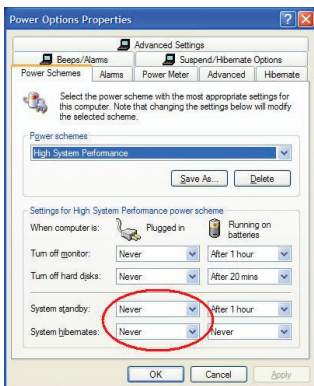 Power Options Properties
Advanced Settings
Beeps/Alarms
Suspend/Hibernate Options
Power Schemes
Alarms
Power Meter
Advanced
Hibernate
Select the power scheme with the most appropriate settings for
this computer. Note that changing the settings below will modify
the selected scheme.
Power schemes
High System Performance
Save As...
Delete
Settings for High System Performance power scheme
When computer is:
Plugged in
Running on
batteries
Turn off monitor:
Never
After 1 hour
Turn off hard disks:
Never
After 20 mins
System standby:
Never
After 1 hour
System hibernates:
Never
Never
OK
Cancel
Apply